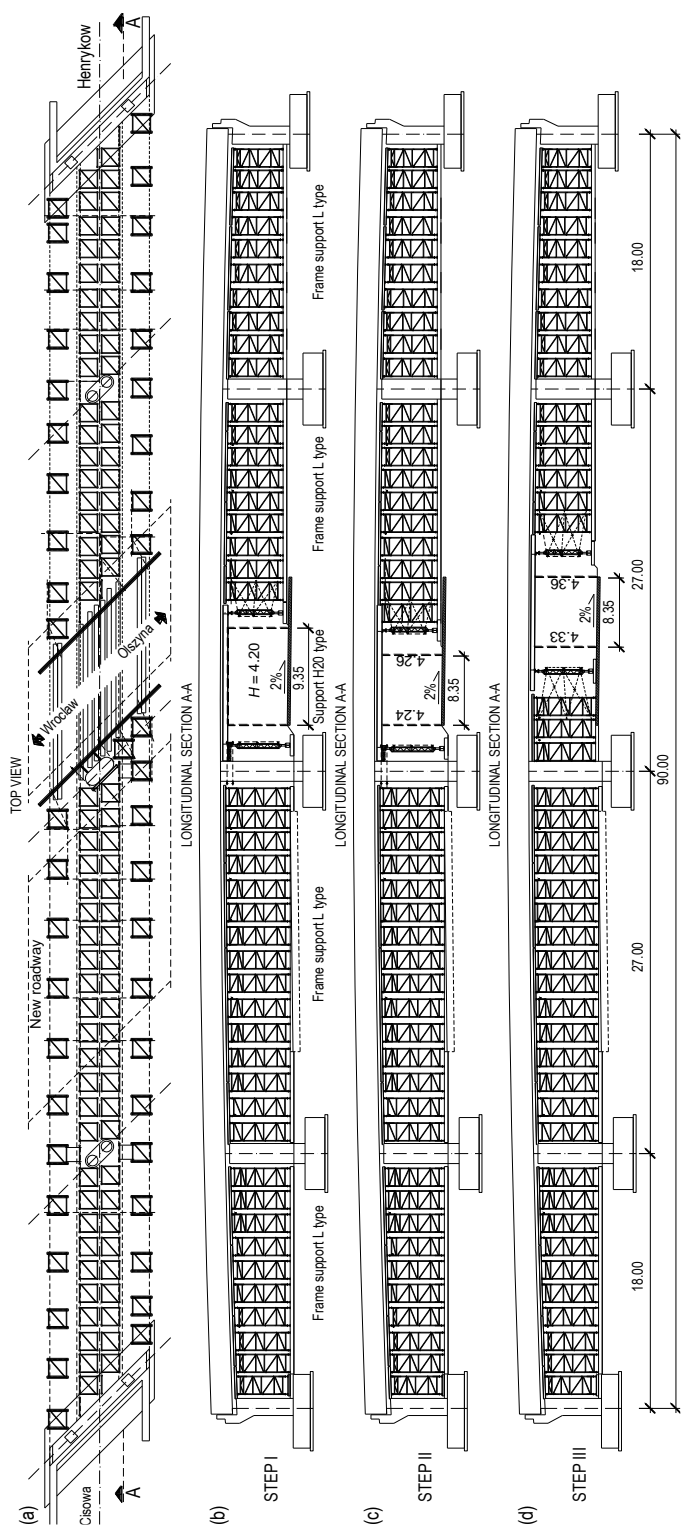 (a)
TOP VIEW
Cisowa
A
New roadway
Wrocław
Olszyna
Henrykow
A
(b)
LONGITUDINAL SECTION A-A
STEP I
Frame support L type
Frame support L type
H = 4.20
2%
9.35
Support H20 type
Frame support L type
Frame support L type
(c)
LONGITUDINAL SECTION A-A
STEP II
4.24
4.26
2%
8.35
(d)
LONGITUDINAL SECTION A-A
STEP III
4.33
4.36
2%
8.35
18.00
27.00
27.00
18.00
90.00